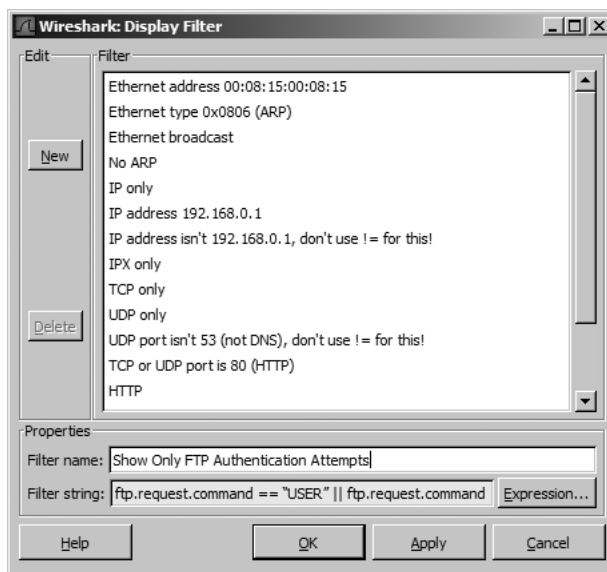 Wireshark: Display Filter
Edit
Filter
New
Delete
Ethernet address 00:08:15:00:08:15
Ethernet type 0x0806 (ARP)
Ethernet broadcast
No ARP
IP only
IP address 192.168.0.1
IP address isn't 192.168.0.1, don't use != for this!
IPX only
TCP only
UDP only
UDP port isn't 53 (not DNS), don't use != for this!
TCP or UDP port is 80 (HTTP)
HTTP
Properties
Filter name: Show Only FTP Authentication Attempts
Filter string: ftp.request.command == “USER” || ftp.request.command Expression...
Help OK Apply Cancel